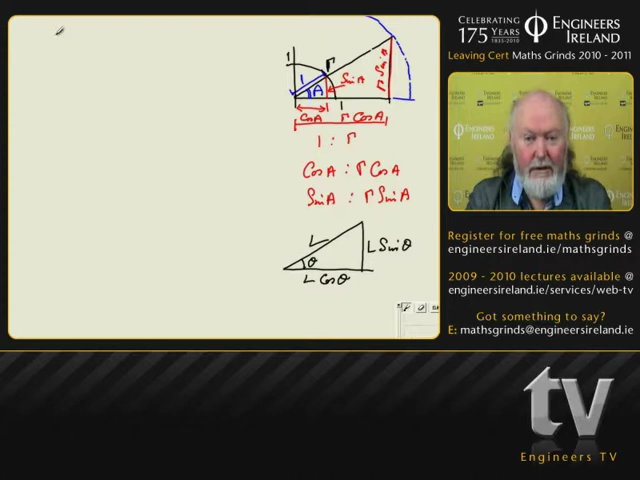 1
r
1
A
Sin A
r Sin A
1
Cos A
r Cos A
1 : r
Cos A : r Cos A
Sin A : r Sin A
L
θ
L Sin θ
L Cos θ
CELEBRATING
175 YEARS
1835-2010
ENGINEERS
IRELAND
Leaving Cert Maths Grinds 2010 - 2011
Register for free maths grinds @
engineersireland.ie/mathsgrinds
2009 - 2010 lectures available @
engineersireland.ie/services/web-tv
Got something to say?
E: mathsgrinds@engineersireland.ie
tv
Engineers TV